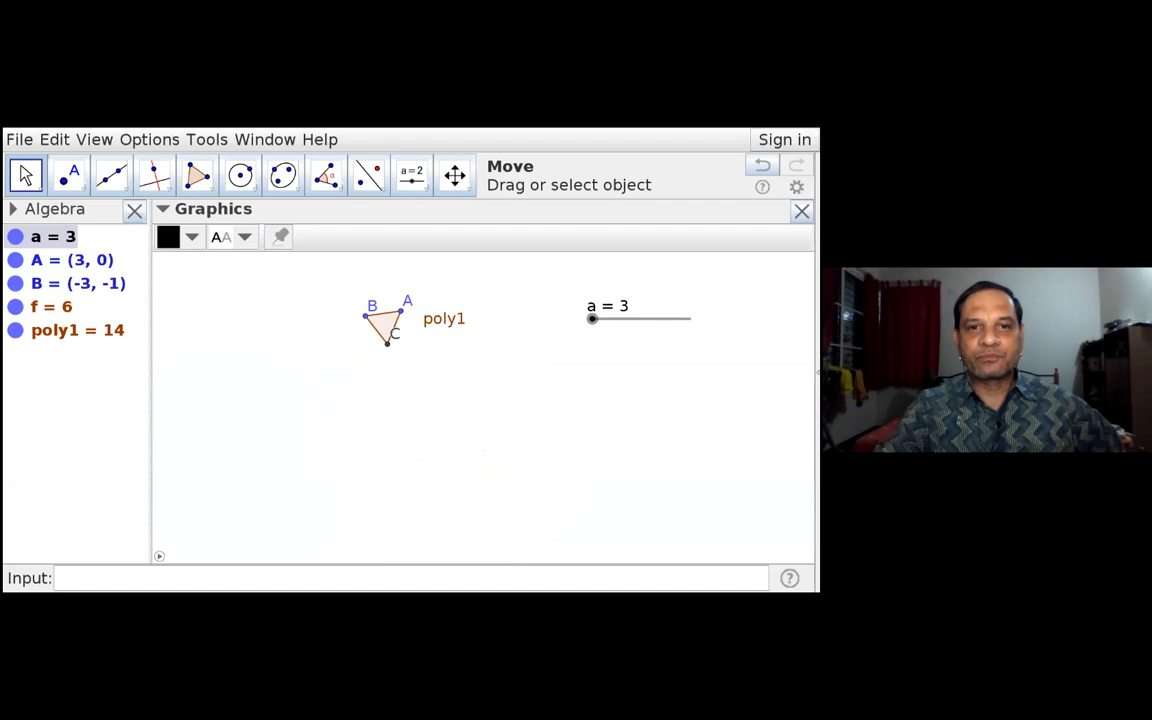 File Edit View Options Tools Window Help Sign in
A
α
a=2
Move
Drag or select object
Algebra
Graphics
AA
a = 3
A = (3, 0)
B = (-3, -1)
f = 6
poly1 = 14
B A
C
poly1
a = 3
Input: